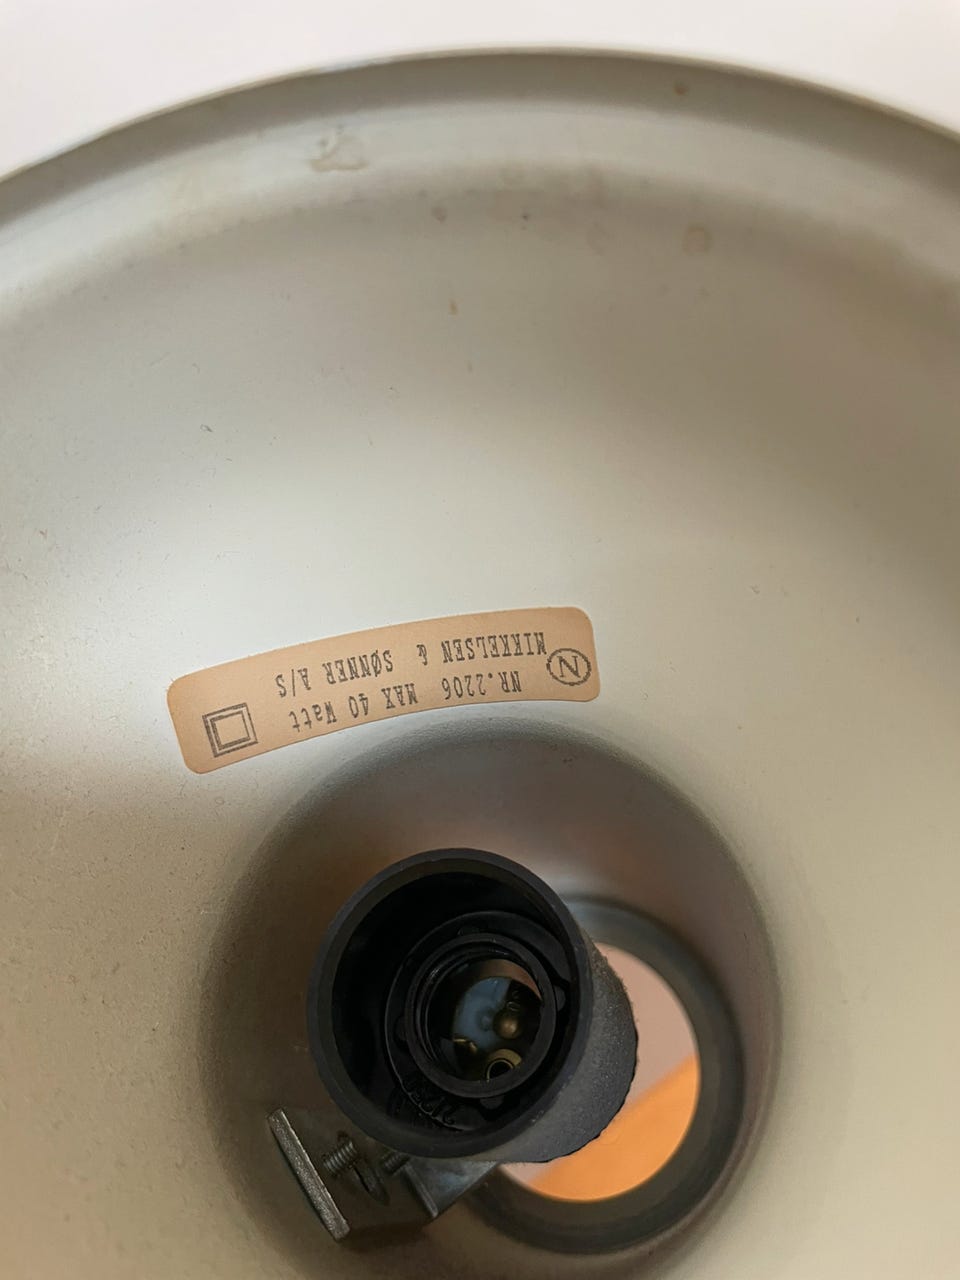 N
NR.2206 MAX 40 Watt
MIKKELSEN & SØNNER A/S